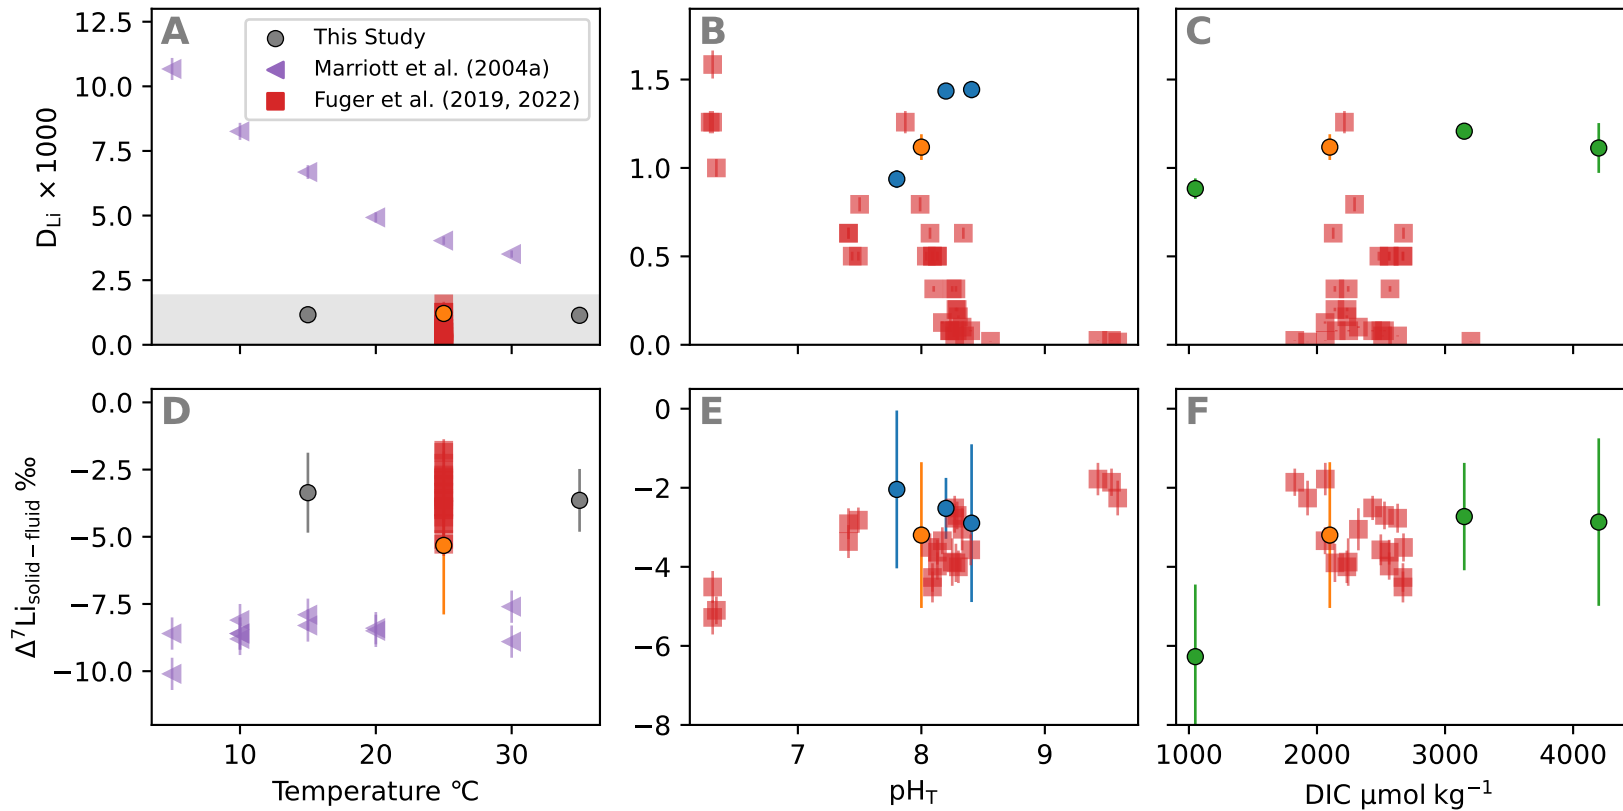 A
B
C
This Study
Marriott et al. (2004a)
Fuger et al. (2019, 2022)
D_Li × 1000
12.5
10.0
7.5
5.0
2.5
0.0
1.5
1.0
0.5
0.0
D
E
F
Δ⁷Li_solid−fluid ‰
0.0
−2.5
−5.0
−7.5
−10.0
0
−2
−4
−6
−8
10 20 30
7 8 9
1000 2000 3000 4000
Temperature °C
pH_T
DIC μmol kg⁻¹